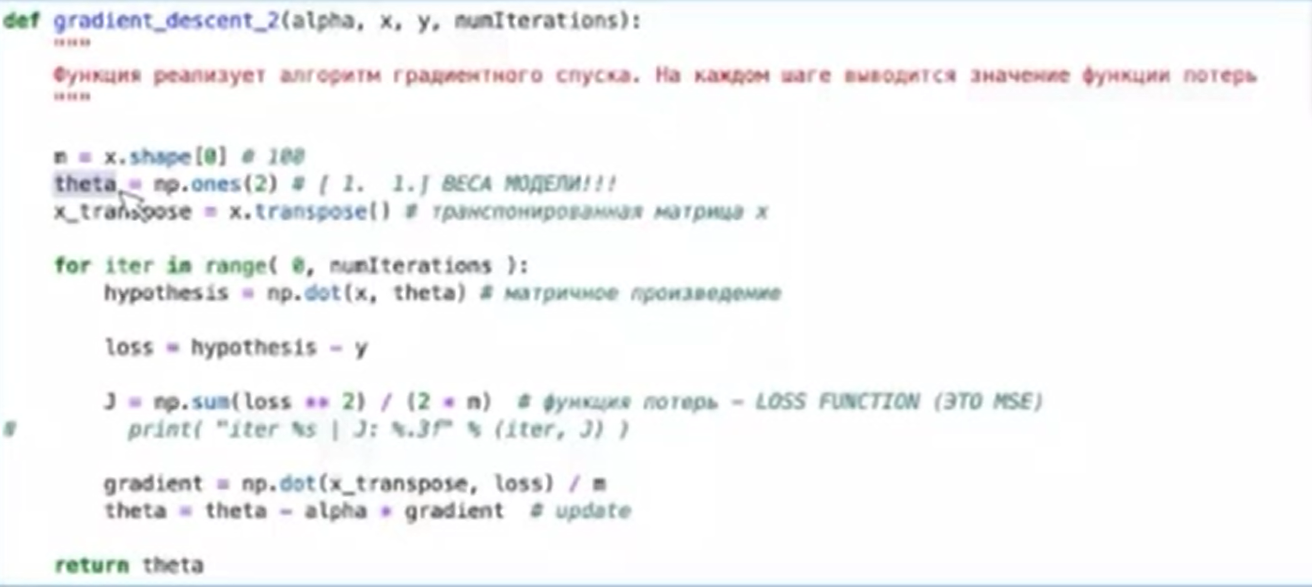 def gradient_descent_2(alpha, x, y, numIterations):
"""
Функция реализует алгоритм градиентного спуска. На каждом шаге выводится значение функции потерь
"""
m = x.shape[0] # 100
theta = np.ones(2) # [ 1.  1.] ВЕСА МОДЕЛИ!!!
x_transpose = x.transpose() # транспонированная матрица x
for iter in range( 0, numIterations ):
hypothesis = np.dot(x, theta) # матричное произведение
loss = hypothesis - y
J = np.sum(loss ** 2) / (2 * m)  # функция потерь - LOSS FUNCTION (ЭТО MSE)
#         print( "iter %s | J: %.3f" % (iter, J) )
gradient = np.dot(x_transpose, loss) / m
theta = theta - alpha * gradient  # update
return theta